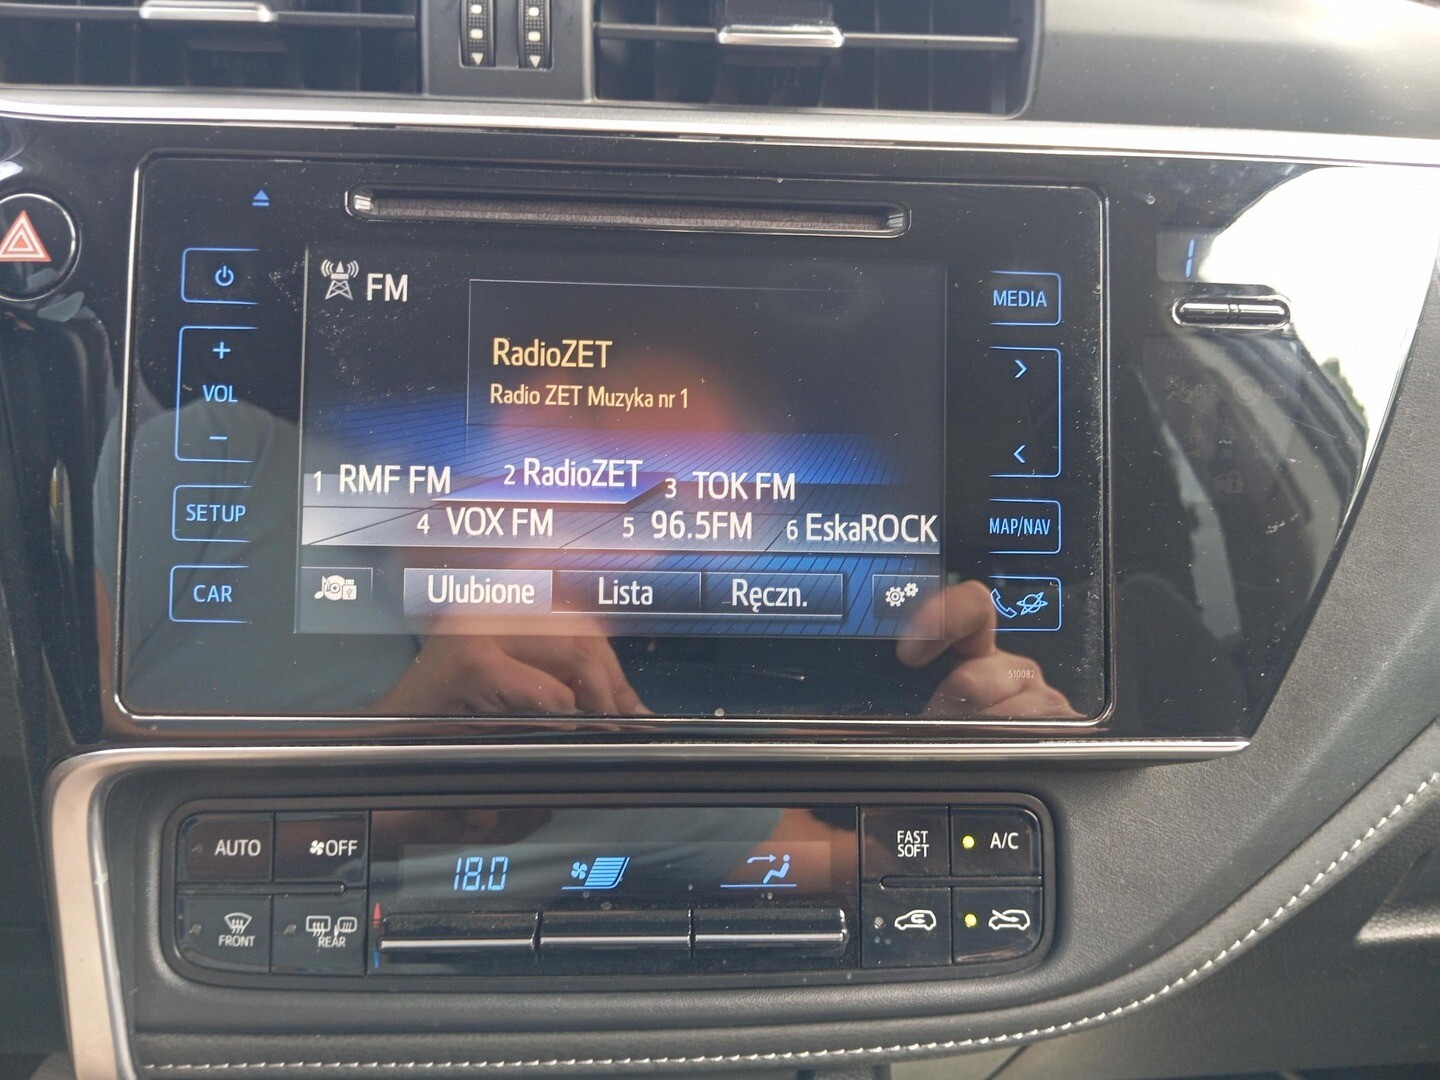 FM
MEDIA
RadioZET
Radio ZET Muzyka nr 1
+
VOL
-
1 RMF FM 2 RadioZET 3 TOK FM
4 VOX FM 5 96.5FM 6 EskaROCK
SETUP
MAP/NAV
CAR
Ulubione Lista Ręczn.
510082
AUTO OFF
18.0
FAST
SOFT
A/C
FRONT
REAR